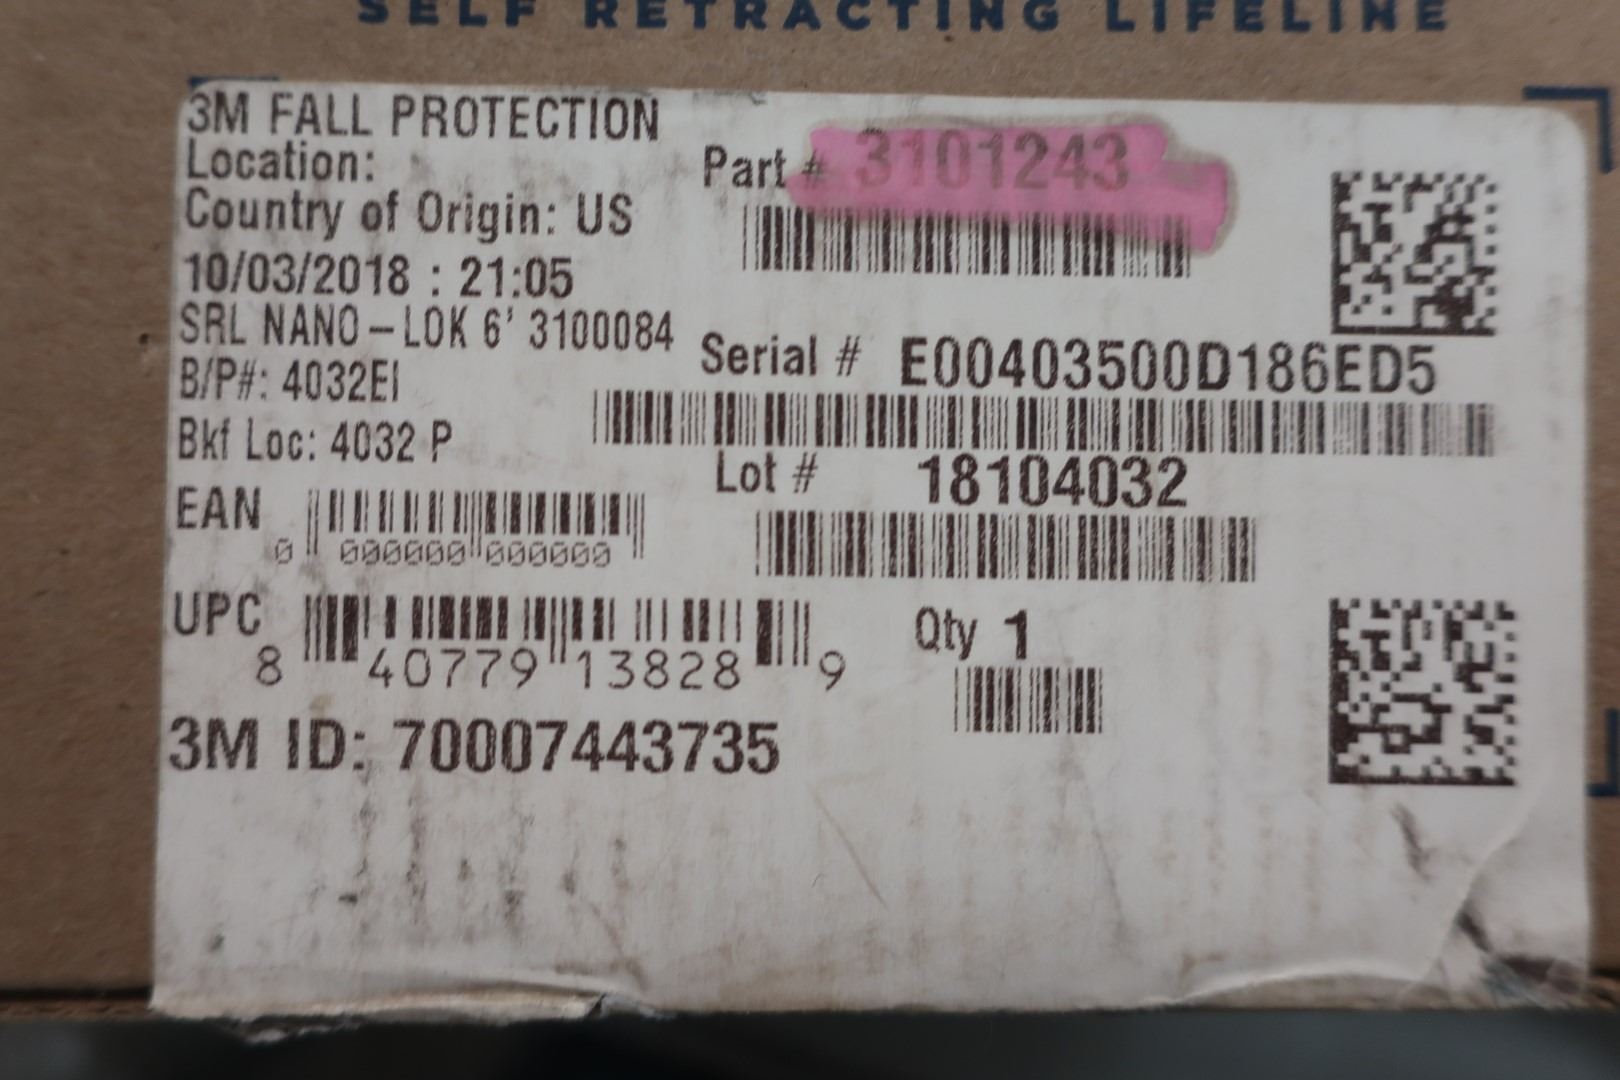 SELF RETRACTING LIFELINE
3M FALL PROTECTION
Location:
Country of Origin: US
10/03/2018 : 21:05
SRL NANO-LOK 6' 3100084
B/P#: 4032EI
Bkf Loc: 4032 P
Part # 3101243
Serial # E00403500D186ED5
Lot # 18104032
EAN
0 000000 000000
UPC
8 40779 13828 9
Qty 1
3M ID: 70007443735